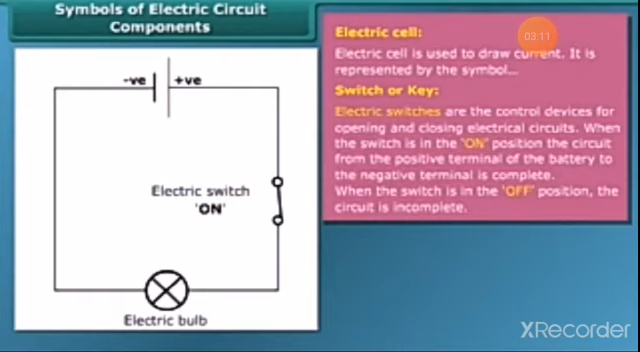 Symbols of Electric Circuit
Components
-ve
+ve
Electric switch
'ON'
Electric bulb
Electric cell:
Electric cell is used to draw current. It is
represented by the symbol...
Switch or Key:
Electric switches are the control devices for
opening and closing electrical circuits. When
the switch is in the 'ON' position the circuit
from the positive terminal of the battery to
the negative terminal is complete.
When the switch is in the 'OFF' position, the
circuit is incomplete.
03:11
XRecorder